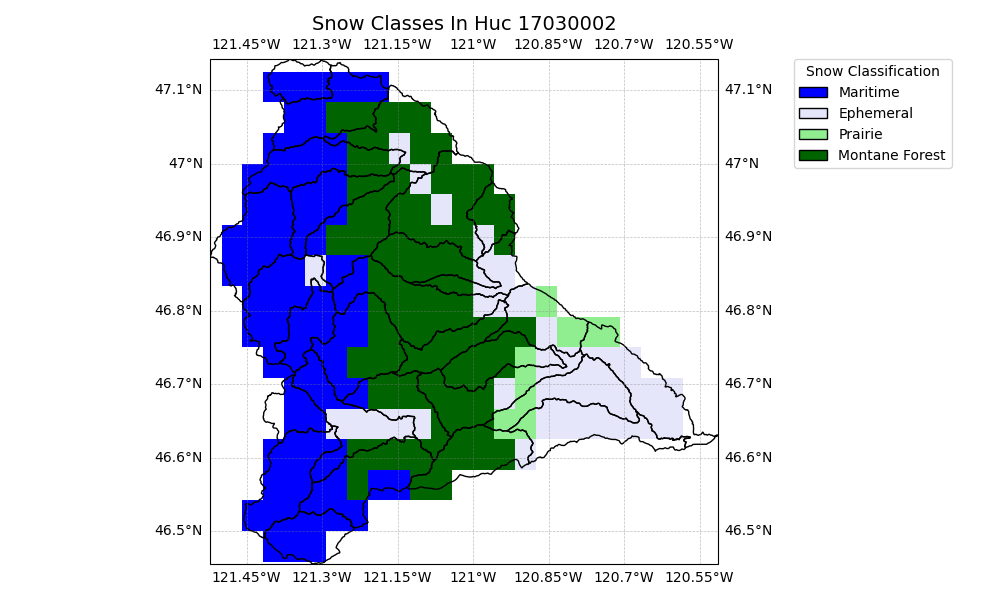 Snow Classes In Huc 17030002
121.45°W 121.3°W 121.15°W 121°W 120.85°W 120.7°W 120.55°W
47.1°N 47.1°N
47°N 47°N
46.9°N 46.9°N
46.8°N 46.8°N
46.7°N 46.7°N
46.6°N 46.6°N
46.5°N 46.5°N
121.45°W 121.3°W 121.15°W 121°W 120.85°W 120.7°W 120.55°W
Snow Classification
Maritime
Ephemeral
Prairie
Montane Forest